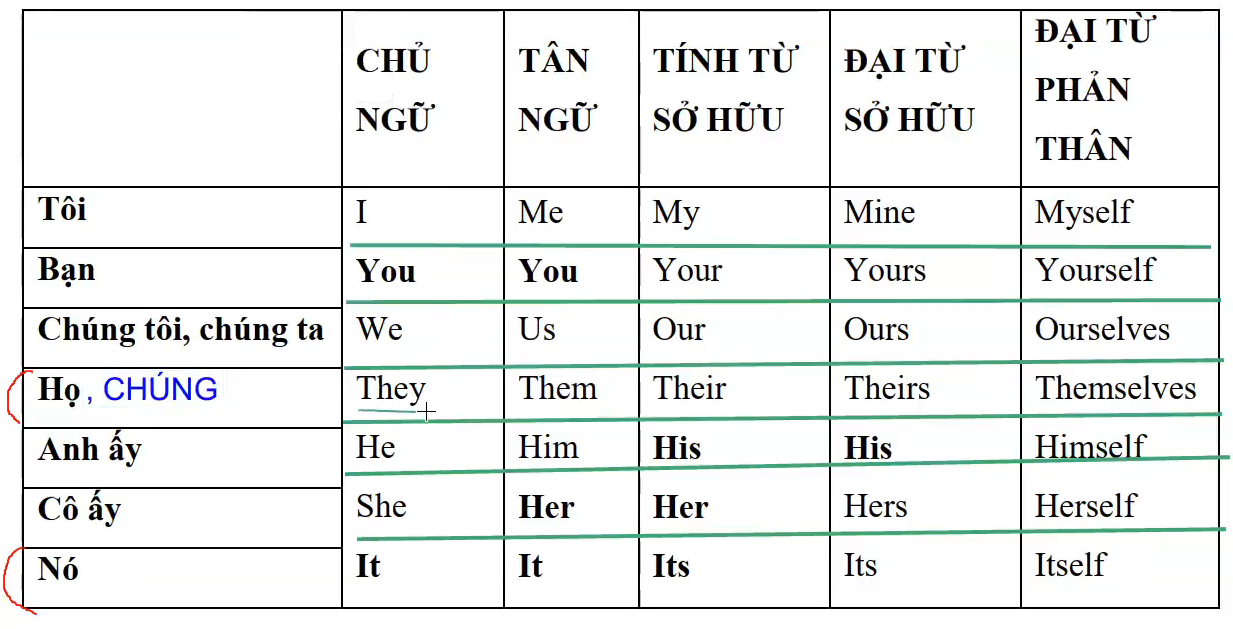 CHỦ NGỮ TÂN NGỮ TÍNH TỪ SỞ HỮU ĐẠI TỪ SỞ HỮU ĐẠI TỪ PHẢN THÂN
Tôi I Me My Mine Myself
Bạn You You Your Yours Yourself
Chúng tôi, chúng ta We Us Our Ours Ourselves
Họ , CHÚNG They Them Their Theirs Themselves
Anh ấy He Him His His Himself
Cô ấy She Her Her Hers Herself
Nó It It Its Its Itself